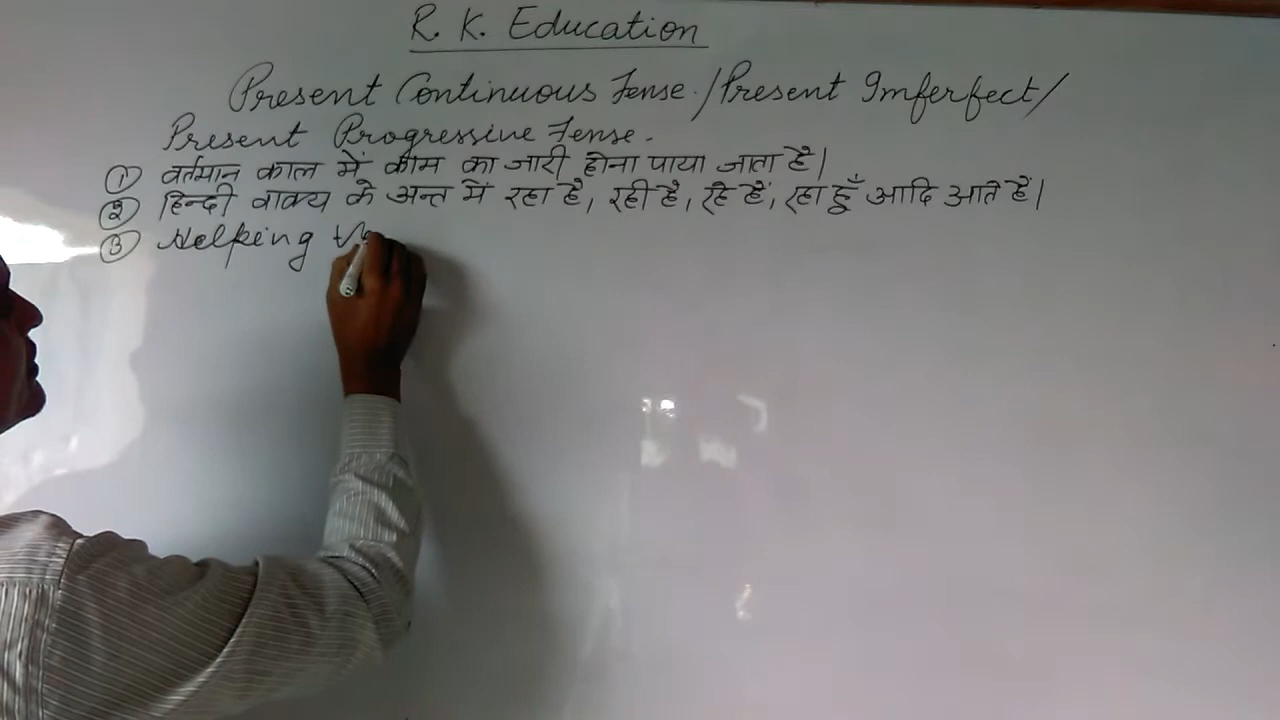 R. K. Education
Present Continuous Tense. / Present Imferfect /
Present Progressive Tense.
① वर्तमान काल में काम का जारी होना पाया जाता है।
② हिन्दी वाक्य के अन्त में रहा है, रही है, रहे हैं, रहा हूँ आदि आते हैं।
③ Helping